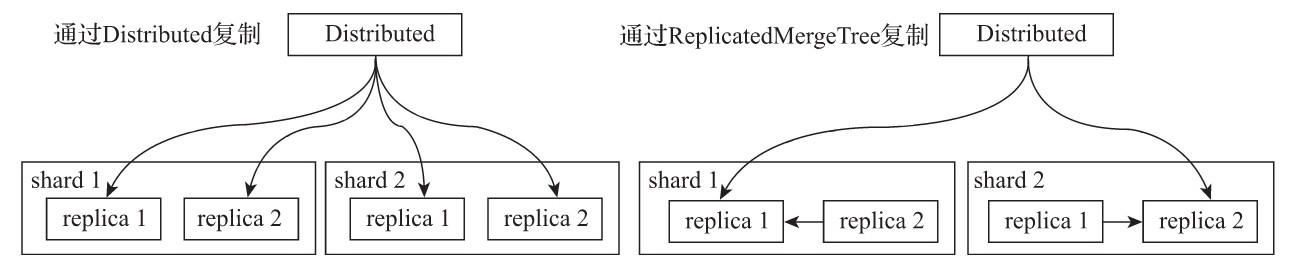 通过Distributed复制
Distributed
shard 1
replica 1
replica 2
shard 2
replica 1
replica 2
通过ReplicatedMergeTree复制
Distributed
shard 1
replica 1
replica 2
shard 2
replica 1
replica 2